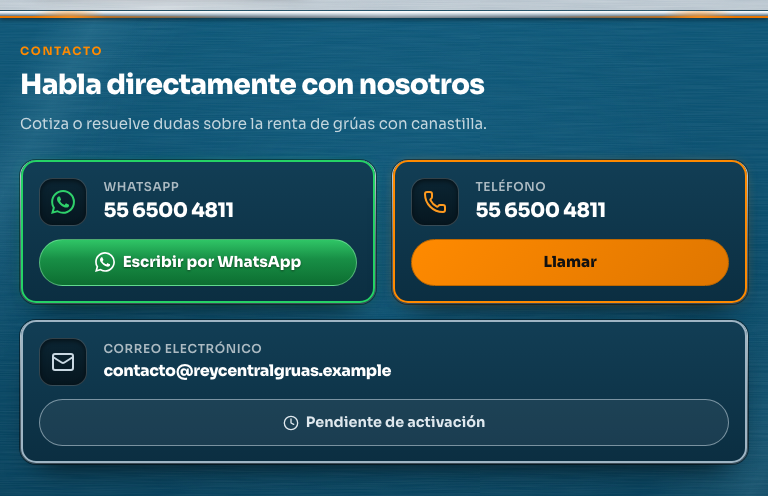 CONTACTO
Habla directamente con nosotros
Cotiza o resuelve dudas sobre la renta de grúas con canastilla.
WHATSAPP
55 6500 4811
Escribir por WhatsApp
TELÉFONO
55 6500 4811
Llamar
CORREO ELECTRÓNICO
contacto@reycentralgruas.example
Pendiente de activación